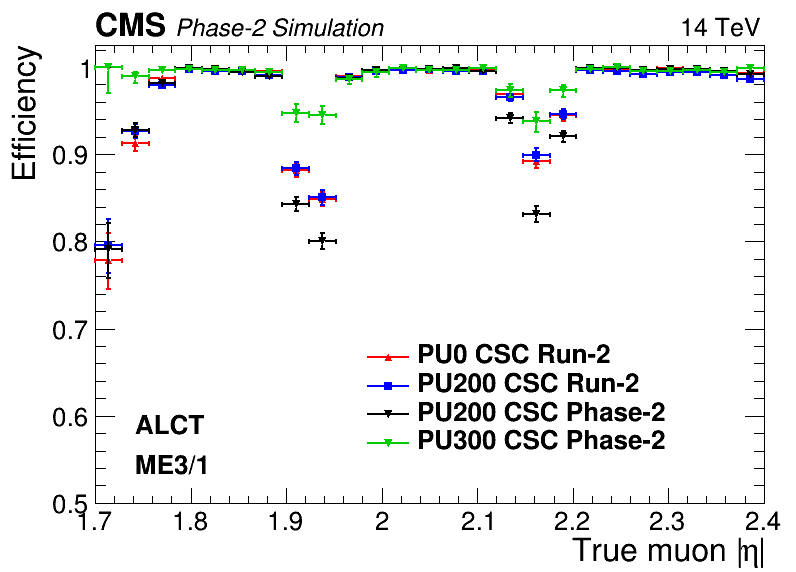 CMS Phase-2 Simulation 14 TeV
Efficiency
1
0.9
0.8
0.7
0.6
0.5
PU0 CSC Run-2
PU200 CSC Run-2
PU200 CSC Phase-2
PU300 CSC Phase-2
ALCT
ME3/1
1.7 1.8 1.9 2 2.1 2.2 2.3 2.4
True muon |η|